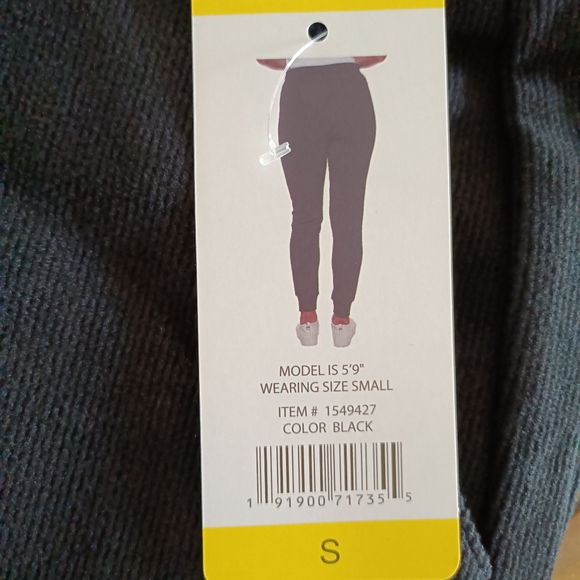 MODEL IS 5'9"
WEARING SIZE SMALL
ITEM # 1549427
COLOR BLACK
1 91900 71735 5
S